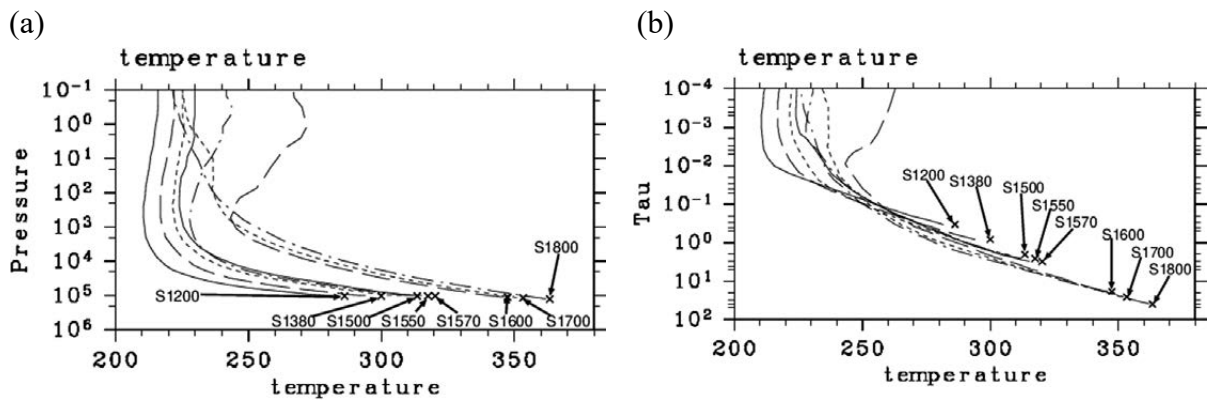 (a)
(b)
temperature
Pressure
10^-1
10^0
10^1
10^2
10^3
10^4
10^5
10^6
S1800
S1200
S1380 S1500 S1550 S1570 S1600 S1700
200 250 300 350
temperature
temperature
Tau
10^-4
10^-3
10^-2
10^-1
10^0
10^1
10^2
S1200
S1380
S1500
S1550
S1570
S1600
S1700
S1800
200 250 300 350
temperature